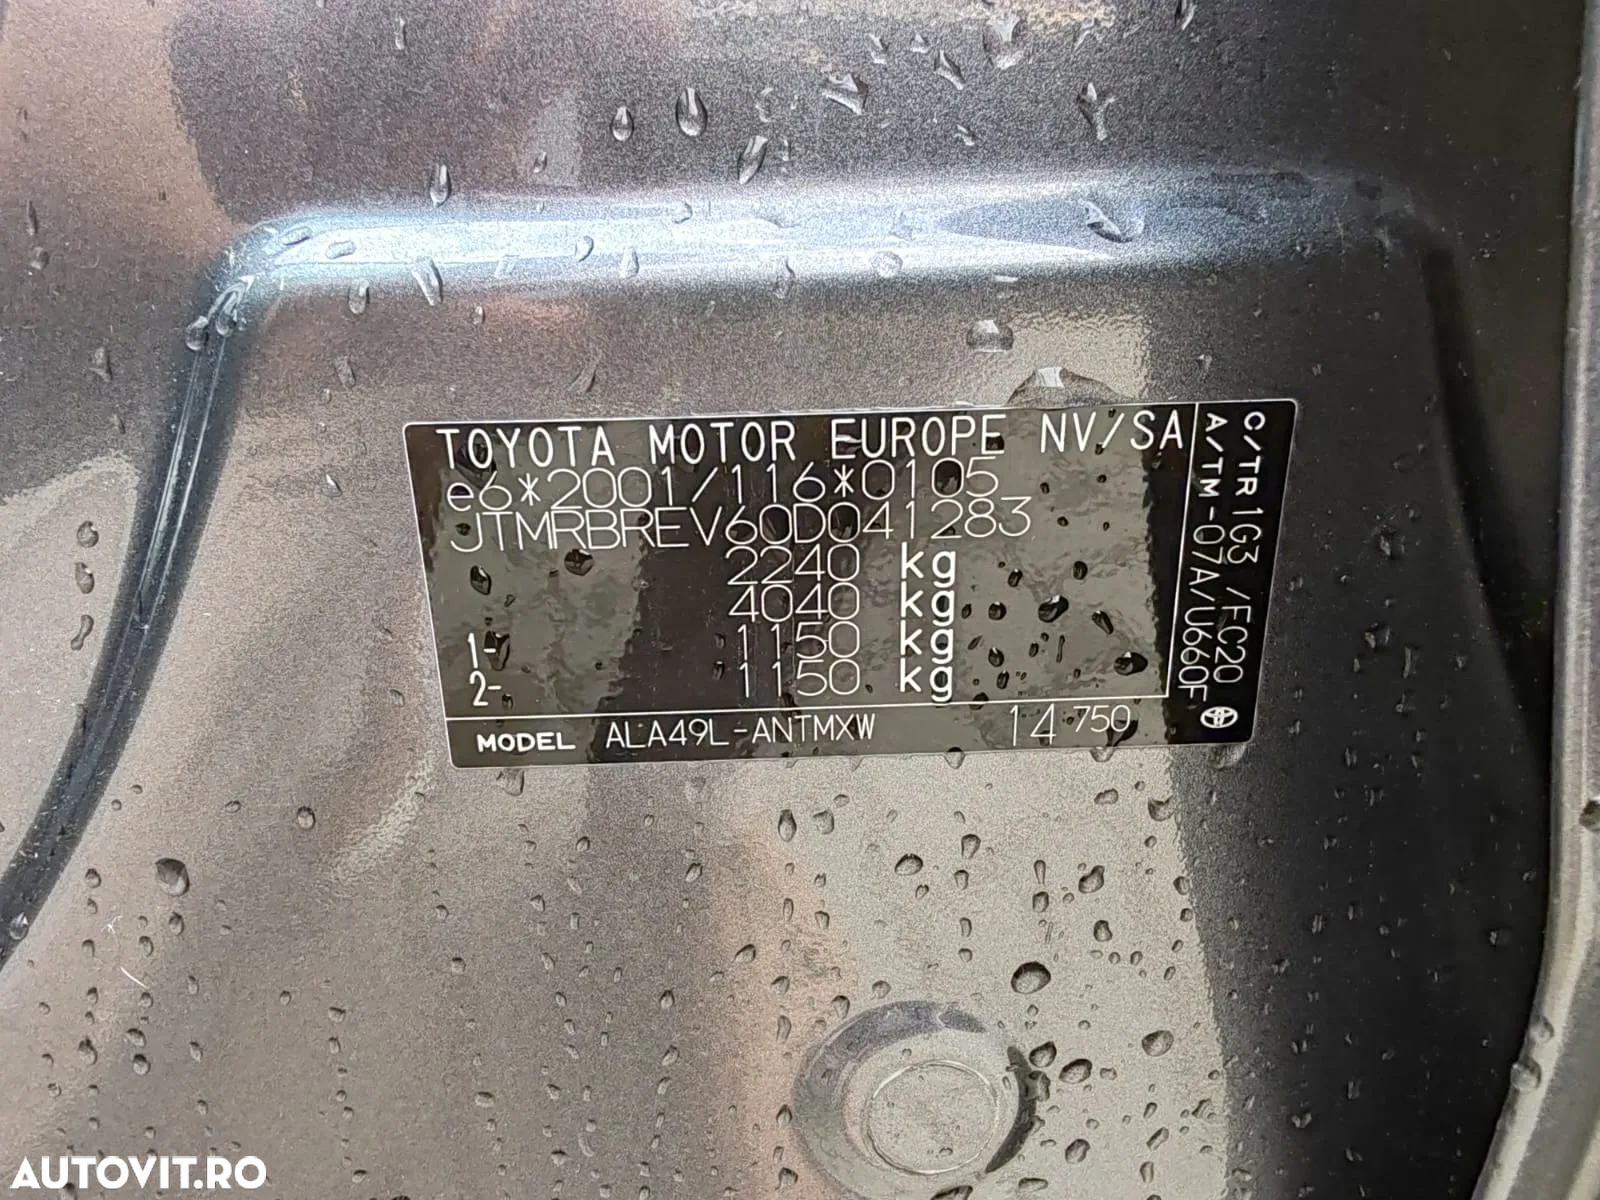 TOYOTA MOTOR EUROPE NV/SA
e6*2001/116*0105
JTMRBREV60D041283
2240 kg
4040 kg
1- 1150 kg
2- 1150 kg
MODEL ALA49L-ANTMXW 14 750
C/TR 1G3 /FC20
A/TM-07A/U660F
AUTOVIT.RO